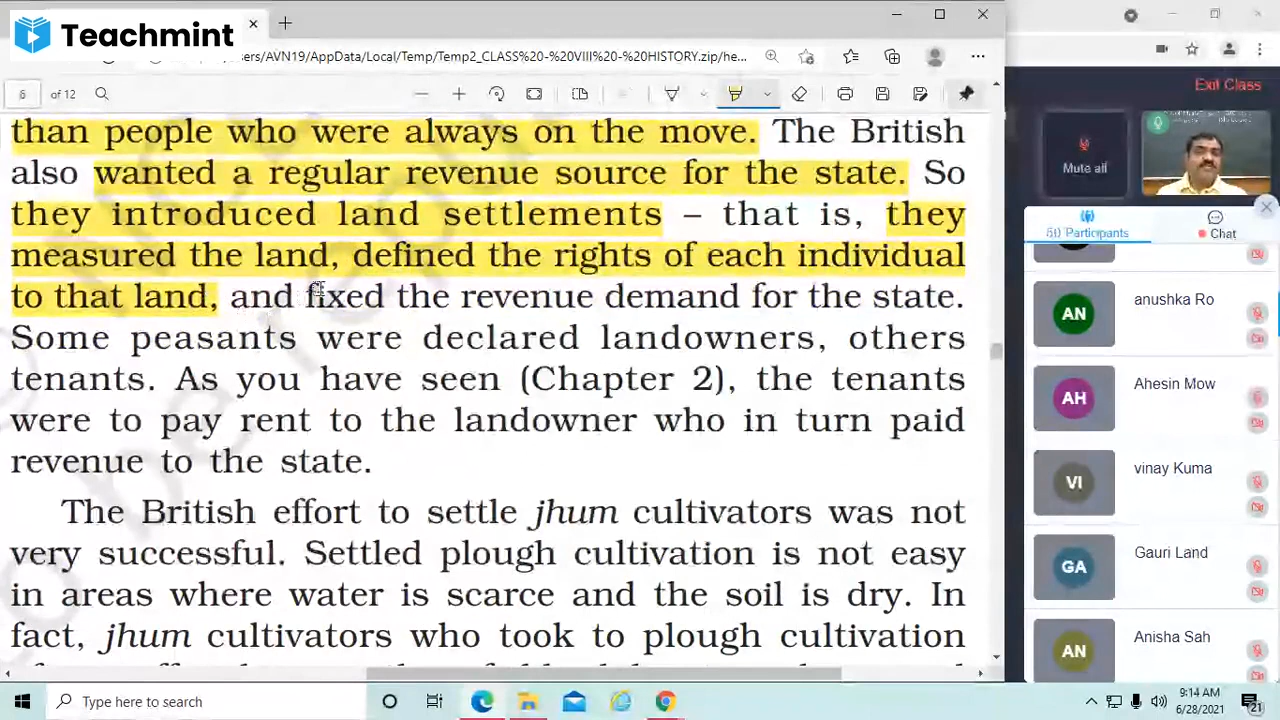 Teachmint
ers/AVN19/AppData/Local/Temp/Temp2_CLASS%20-%20VIII%20-%20HISTORY.zip/he...
6 of 12
than people who were always on the move. The British
also wanted a regular revenue source for the state. So
they introduced land settlements – that is, they
measured the land, defined the rights of each individual
to that land, and fixed the revenue demand for the state.
Some peasants were declared landowners, others
tenants. As you have seen (Chapter 2), the tenants
were to pay rent to the landowner who in turn paid
revenue to the state.
The British effort to settle jhum cultivators was not
very successful. Settled plough cultivation is not easy
in areas where water is scarce and the soil is dry. In
fact, jhum cultivators who took to plough cultivation
Exit Class
Mute all
Participants
Chat
AN anushka Ro
AH Ahesin Mow
VI vinay Kuma
GA Gauri Land
AN Anisha Sah
Type here to search
9:14 AM
6/28/2021
21